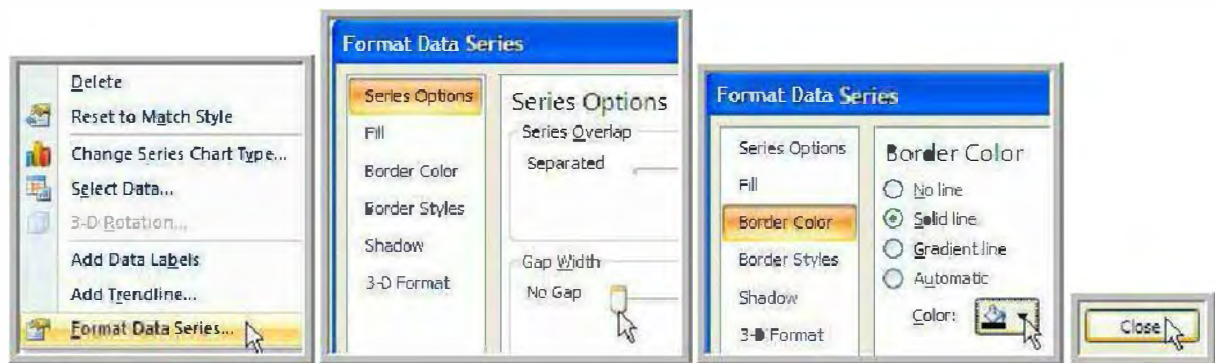 Delete
Reset to Match Style
Change Series Chart Type...
Select Data...
3-D Rotation...
Add Data Labels
Add Trendline...
Format Data Series...
Format Data Series
Series Options
Fill
Border Color
Border Styles
Shadow
3-D Format
Series Options
Series Overlap
Separated
Gap Width
No Gap
Format Data Series
Series Options
Fill
Border Color
Border Styles
Shadow
3-D Format
Border Color
No line
Solid line
Gradient line
Automatic
Color:
Close